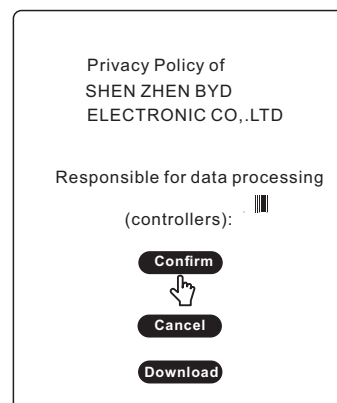 Privacy Policy of
SHEN ZHEN BYD
ELECTRONIC CO,.LTD
Responsible for data processing
(controllers):
Confirm
Cancel
Download